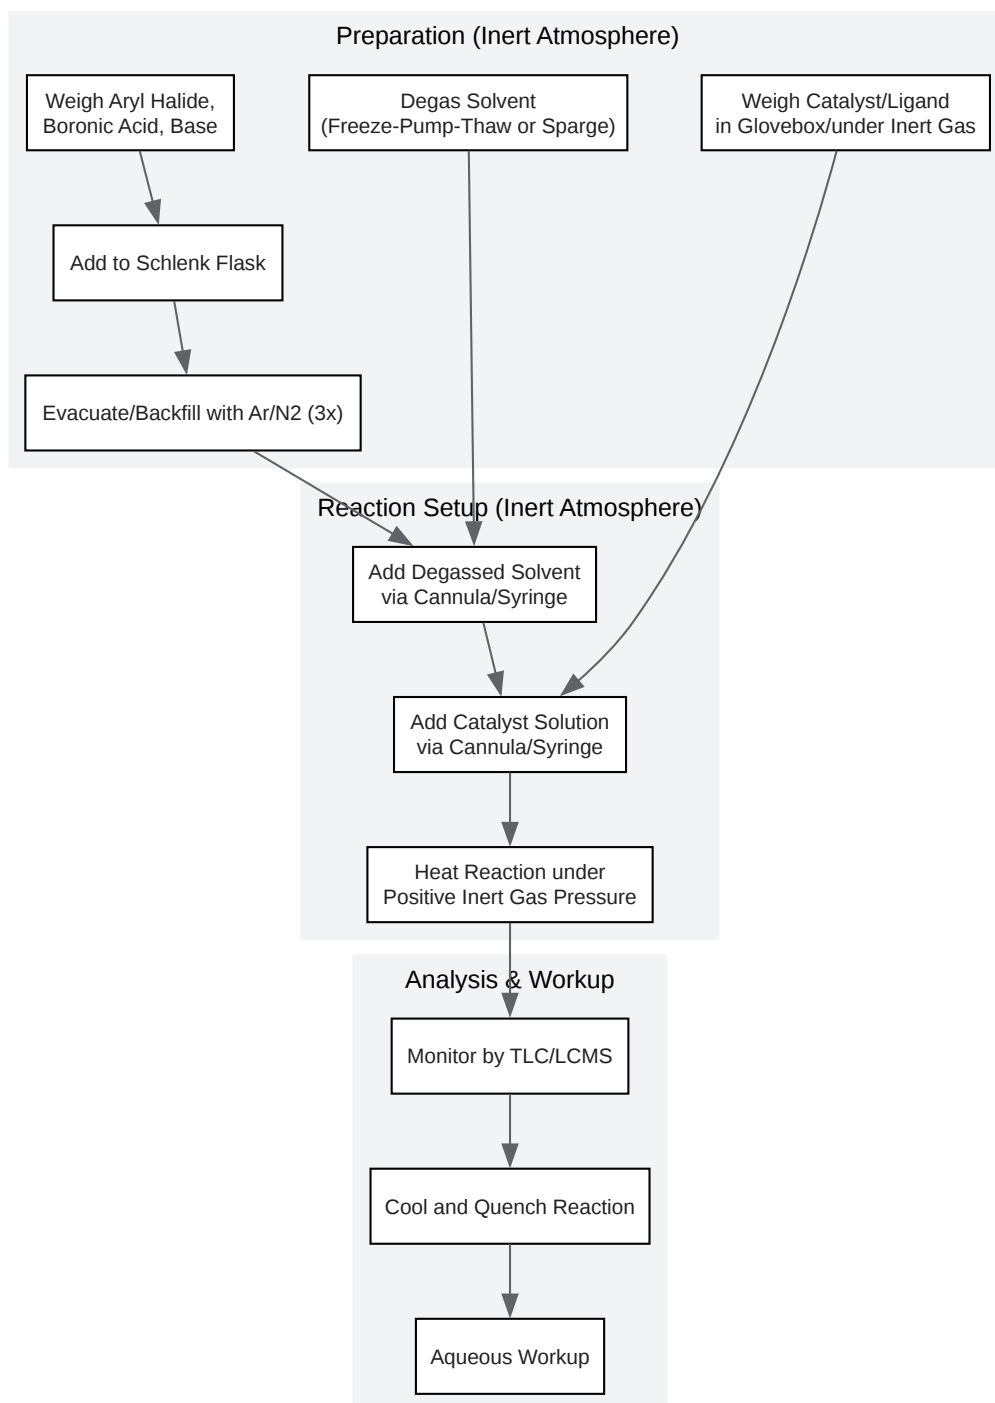 Preparation (Inert Atmosphere)
Weigh Aryl Halide,
Boronic Acid, Base
Degas Solvent
(Freeze-Pump-Thaw or Sparge)
Weigh Catalyst/Ligand
in Glovebox/under Inert Gas
Add to Schlenk Flask
Evacuate/Backfill with Ar/N2 (3x)
Reaction Setup (Inert Atmosphere)
Add Degassed Solvent
via Cannula/Syringe
Add Catalyst Solution
via Cannula/Syringe
Heat Reaction under
Positive Inert Gas Pressure
Analysis & Workup
Monitor by TLC/LCMS
Cool and Quench Reaction
Aqueous Workup